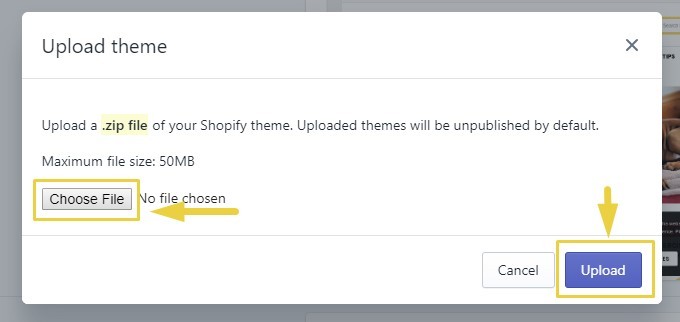 Upload theme
Upload a .zip file of your Shopify theme. Uploaded themes will be unpublished by default.
Maximum file size: 50MB
Choose File No file chosen
Cancel Upload
TIPS